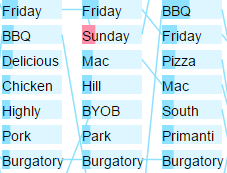 Friday Friday BBQ
BBQ Sunday Friday
Delicious Mac Pizza
Chicken Hill Mac
Highly BYOB South
Pork Park Primanti
Burgatory Burgatory Burgatory